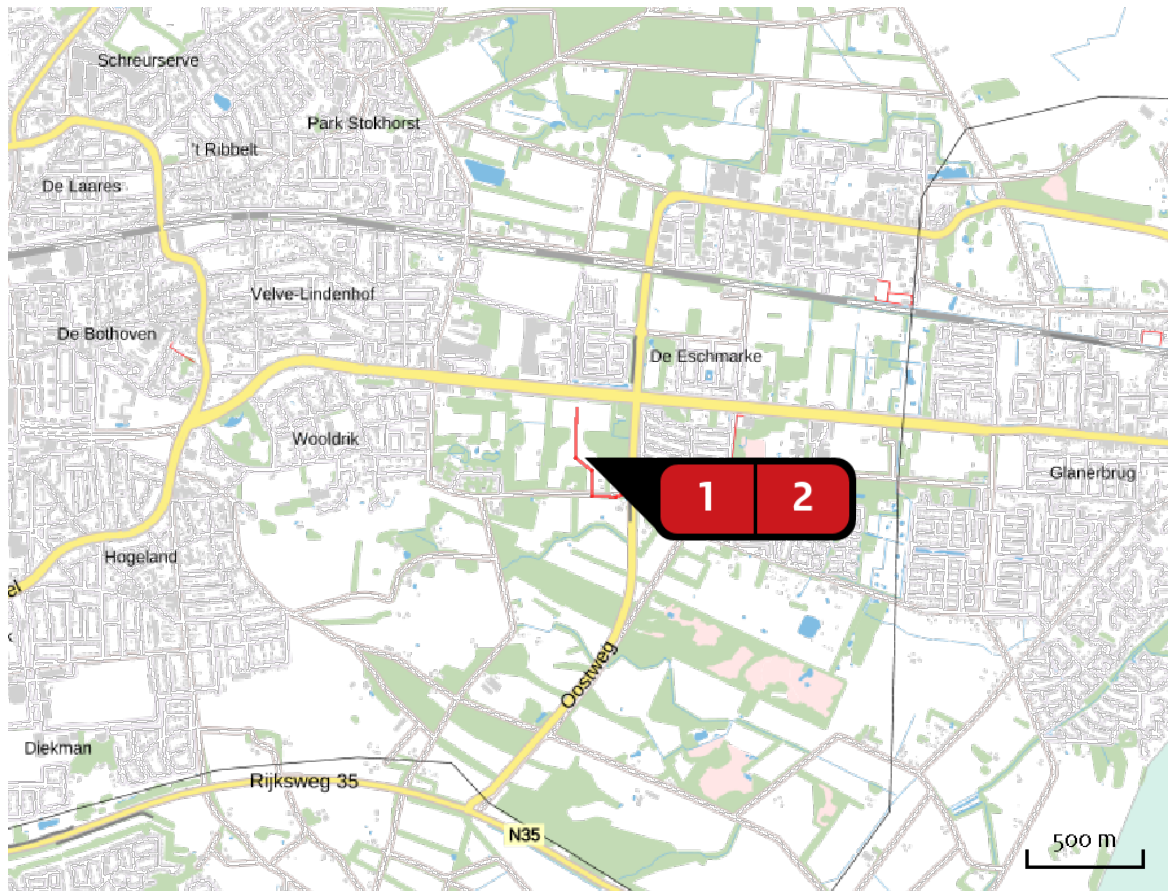 Schreurserve
Park Stokhorst
't Ribbelt
De Laares
Velve-Lindenhof
De Bothoven
De Eschmarke
Wooldrik
Glanerbrug
1 2
Hogeland
el
k
Oostweg
Diekman
Rijksweg 35
N35
500 m